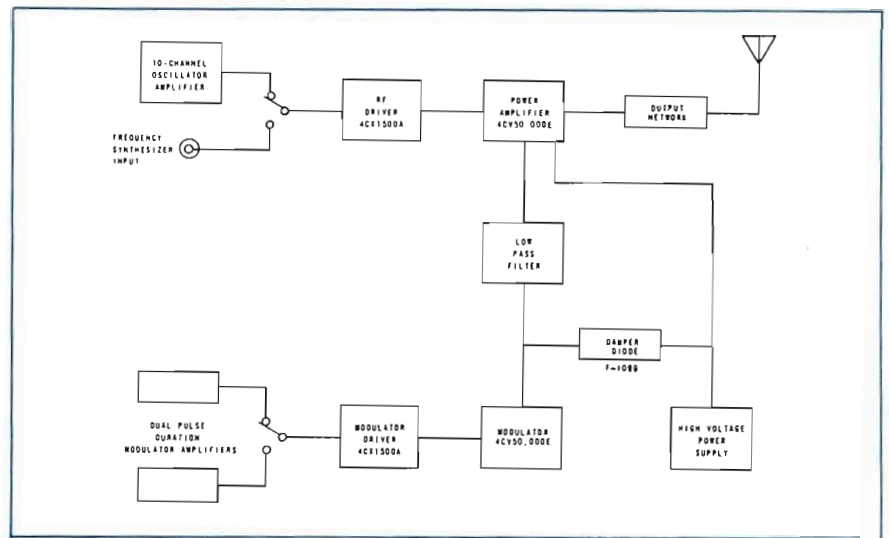 10-CHANNEL
OSCILLATOR
AMPLIFIER
FREQUENCY
SYNTHESIZER
INPUT
RF
DRIVER
4CX1500A
POWER
AMPLIFIER
4CV50,000E
OUTPUT
NETWORK
LOW
PASS
FILTER
DAMPER
DIODE
F-1089
DUAL PULSE
DURATION
MODULATOR AMPLIFIERS
MODULATOR
DRIVER
4CX1500A
MODULATOR
4CV50,000E
HIGH VOLTAGE
POWER
SUPPLY